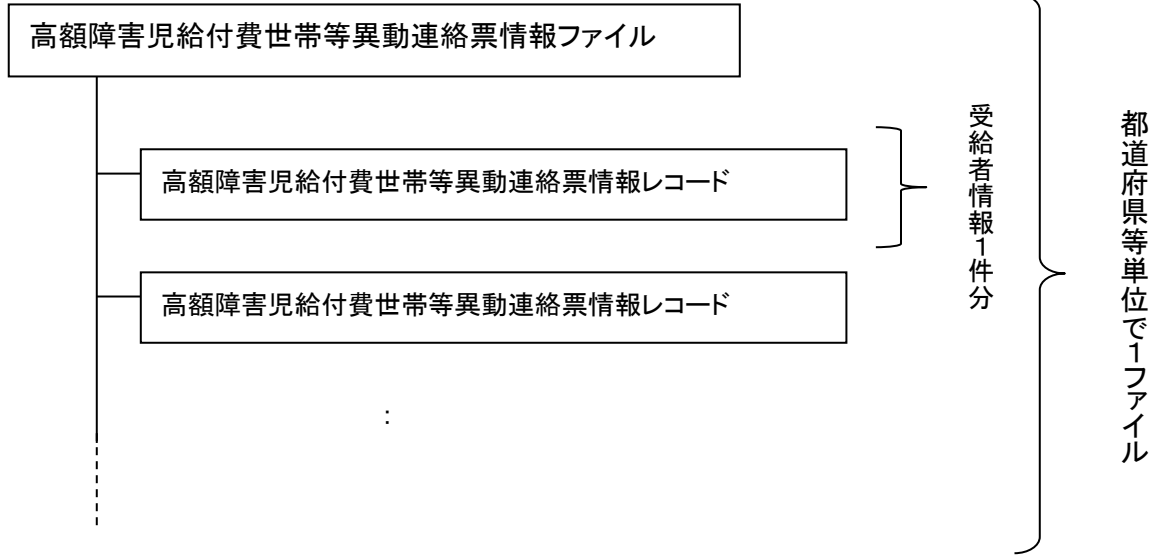 高額障害児給付費世帯等異動連絡票情報ファイル
高額障害児給付費世帯等異動連絡票情報レコード
高額障害児給付費世帯等異動連絡票情報レコード
:
受給者情報１件分
都道府県等単位で１ファイル